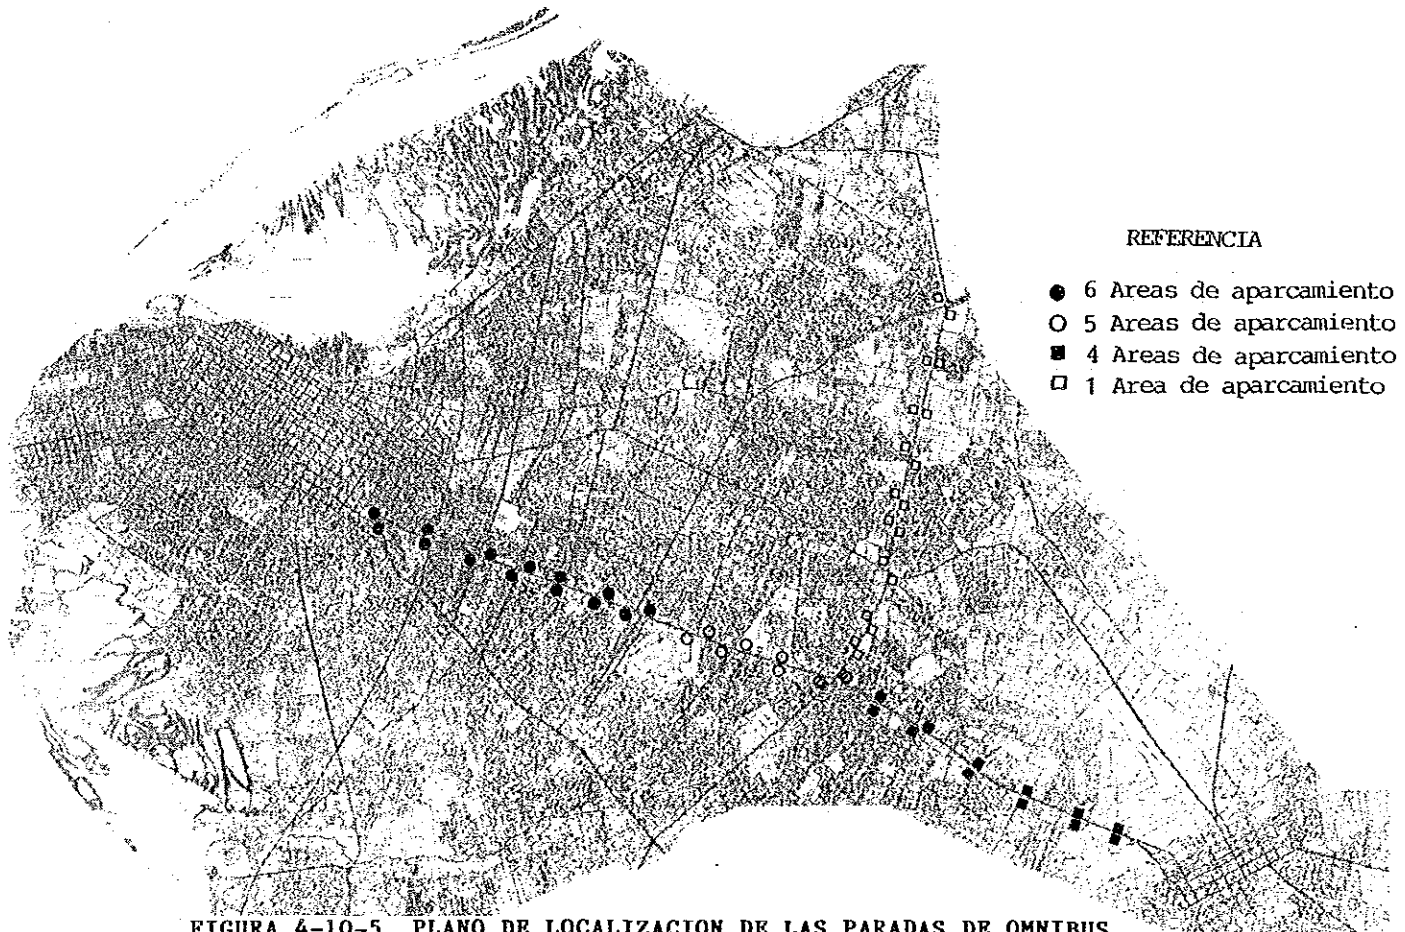 REFERENCIA
● 6 Areas de aparcamiento
○ 5 Areas de aparcamiento
■ 4 Areas de aparcamiento
□ 1 Area de aparcamiento
FIGURA 4-10-5 PLANO DE LOCALIZACION DE LAS PARADAS DE OMNIBUS